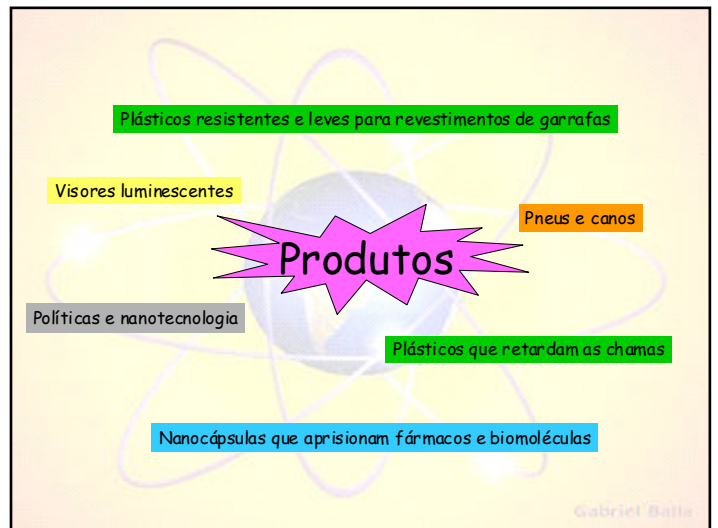 Plásticos resistentes e leves para revestimentos de garrafas
Visores luminescentes
Pneus e canos
Produtos
Políticas e nanotecnologia
Plásticos que retardam as chamas
Nanocápsulas que aprisionam fármacos e biomoléculas
Gabriel Balla